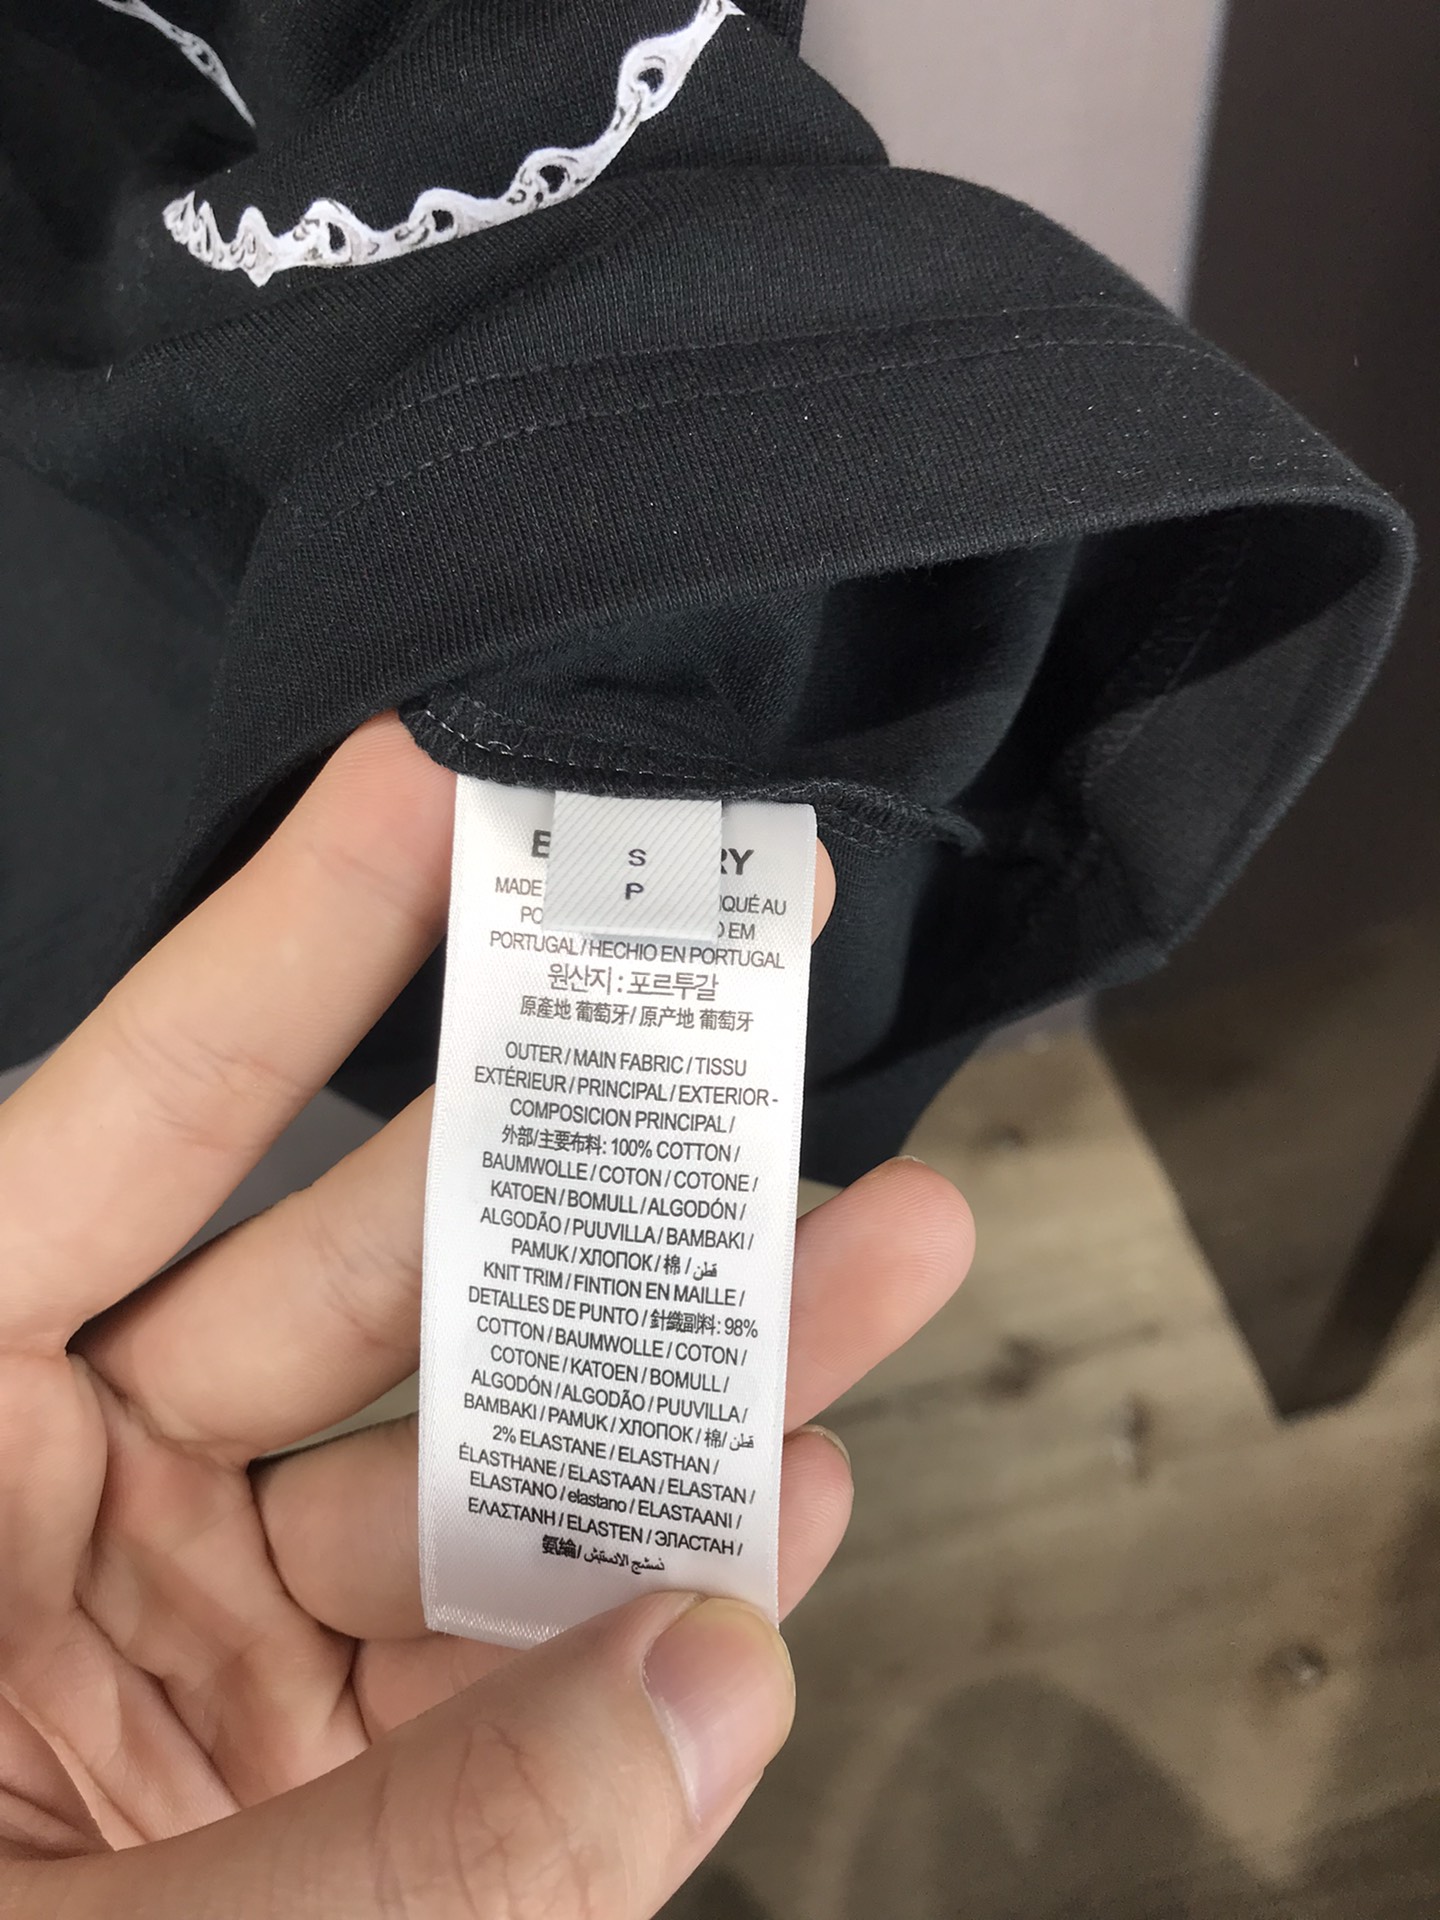 S
P
RY
MADE
IQUÉ AU
PO
O EM
PORTUGAL / HECHO EN PORTUGAL
원산지 : 포르투갈
原產地 葡萄牙 / 原产地 葡萄牙
OUTER / MAIN FABRIC / TISSU
EXTÉRIEUR / PRINCIPAL / EXTERIOR -
COMPOSICION PRINCIPAL /
外部/主要布料: 100% COTTON /
BAUMWOLLE / COTON / COTONE /
KATOEN / BOMULL / ALGODÓN /
ALGODÃO / PUUVILLA / BAMBAKI /
PAMUK / ХЛОПОК / 棉 / قطن
KNIT TRIM / FINTION EN MAILLE /
DETALLES DE PUNTO / 針織副料: 98%
COTTON / BAUMWOLLE / COTON /
COTONE / KATOEN / BOMULL /
ALGODÓN / ALGODÃO / PUUVILLA /
BAMBAKI / PAMUK / ХЛОПОК / 棉/ قطن
2% ELASTANE / ELASTHAN /
ÉLASTHANE / ELASTAAN / ELASTAN /
ELASTANO / elastano / ELASTAANI /
ΕΛΑΣΤΑΝΗ / ELASTEN / ЭЛАСТАН /
氨綸/